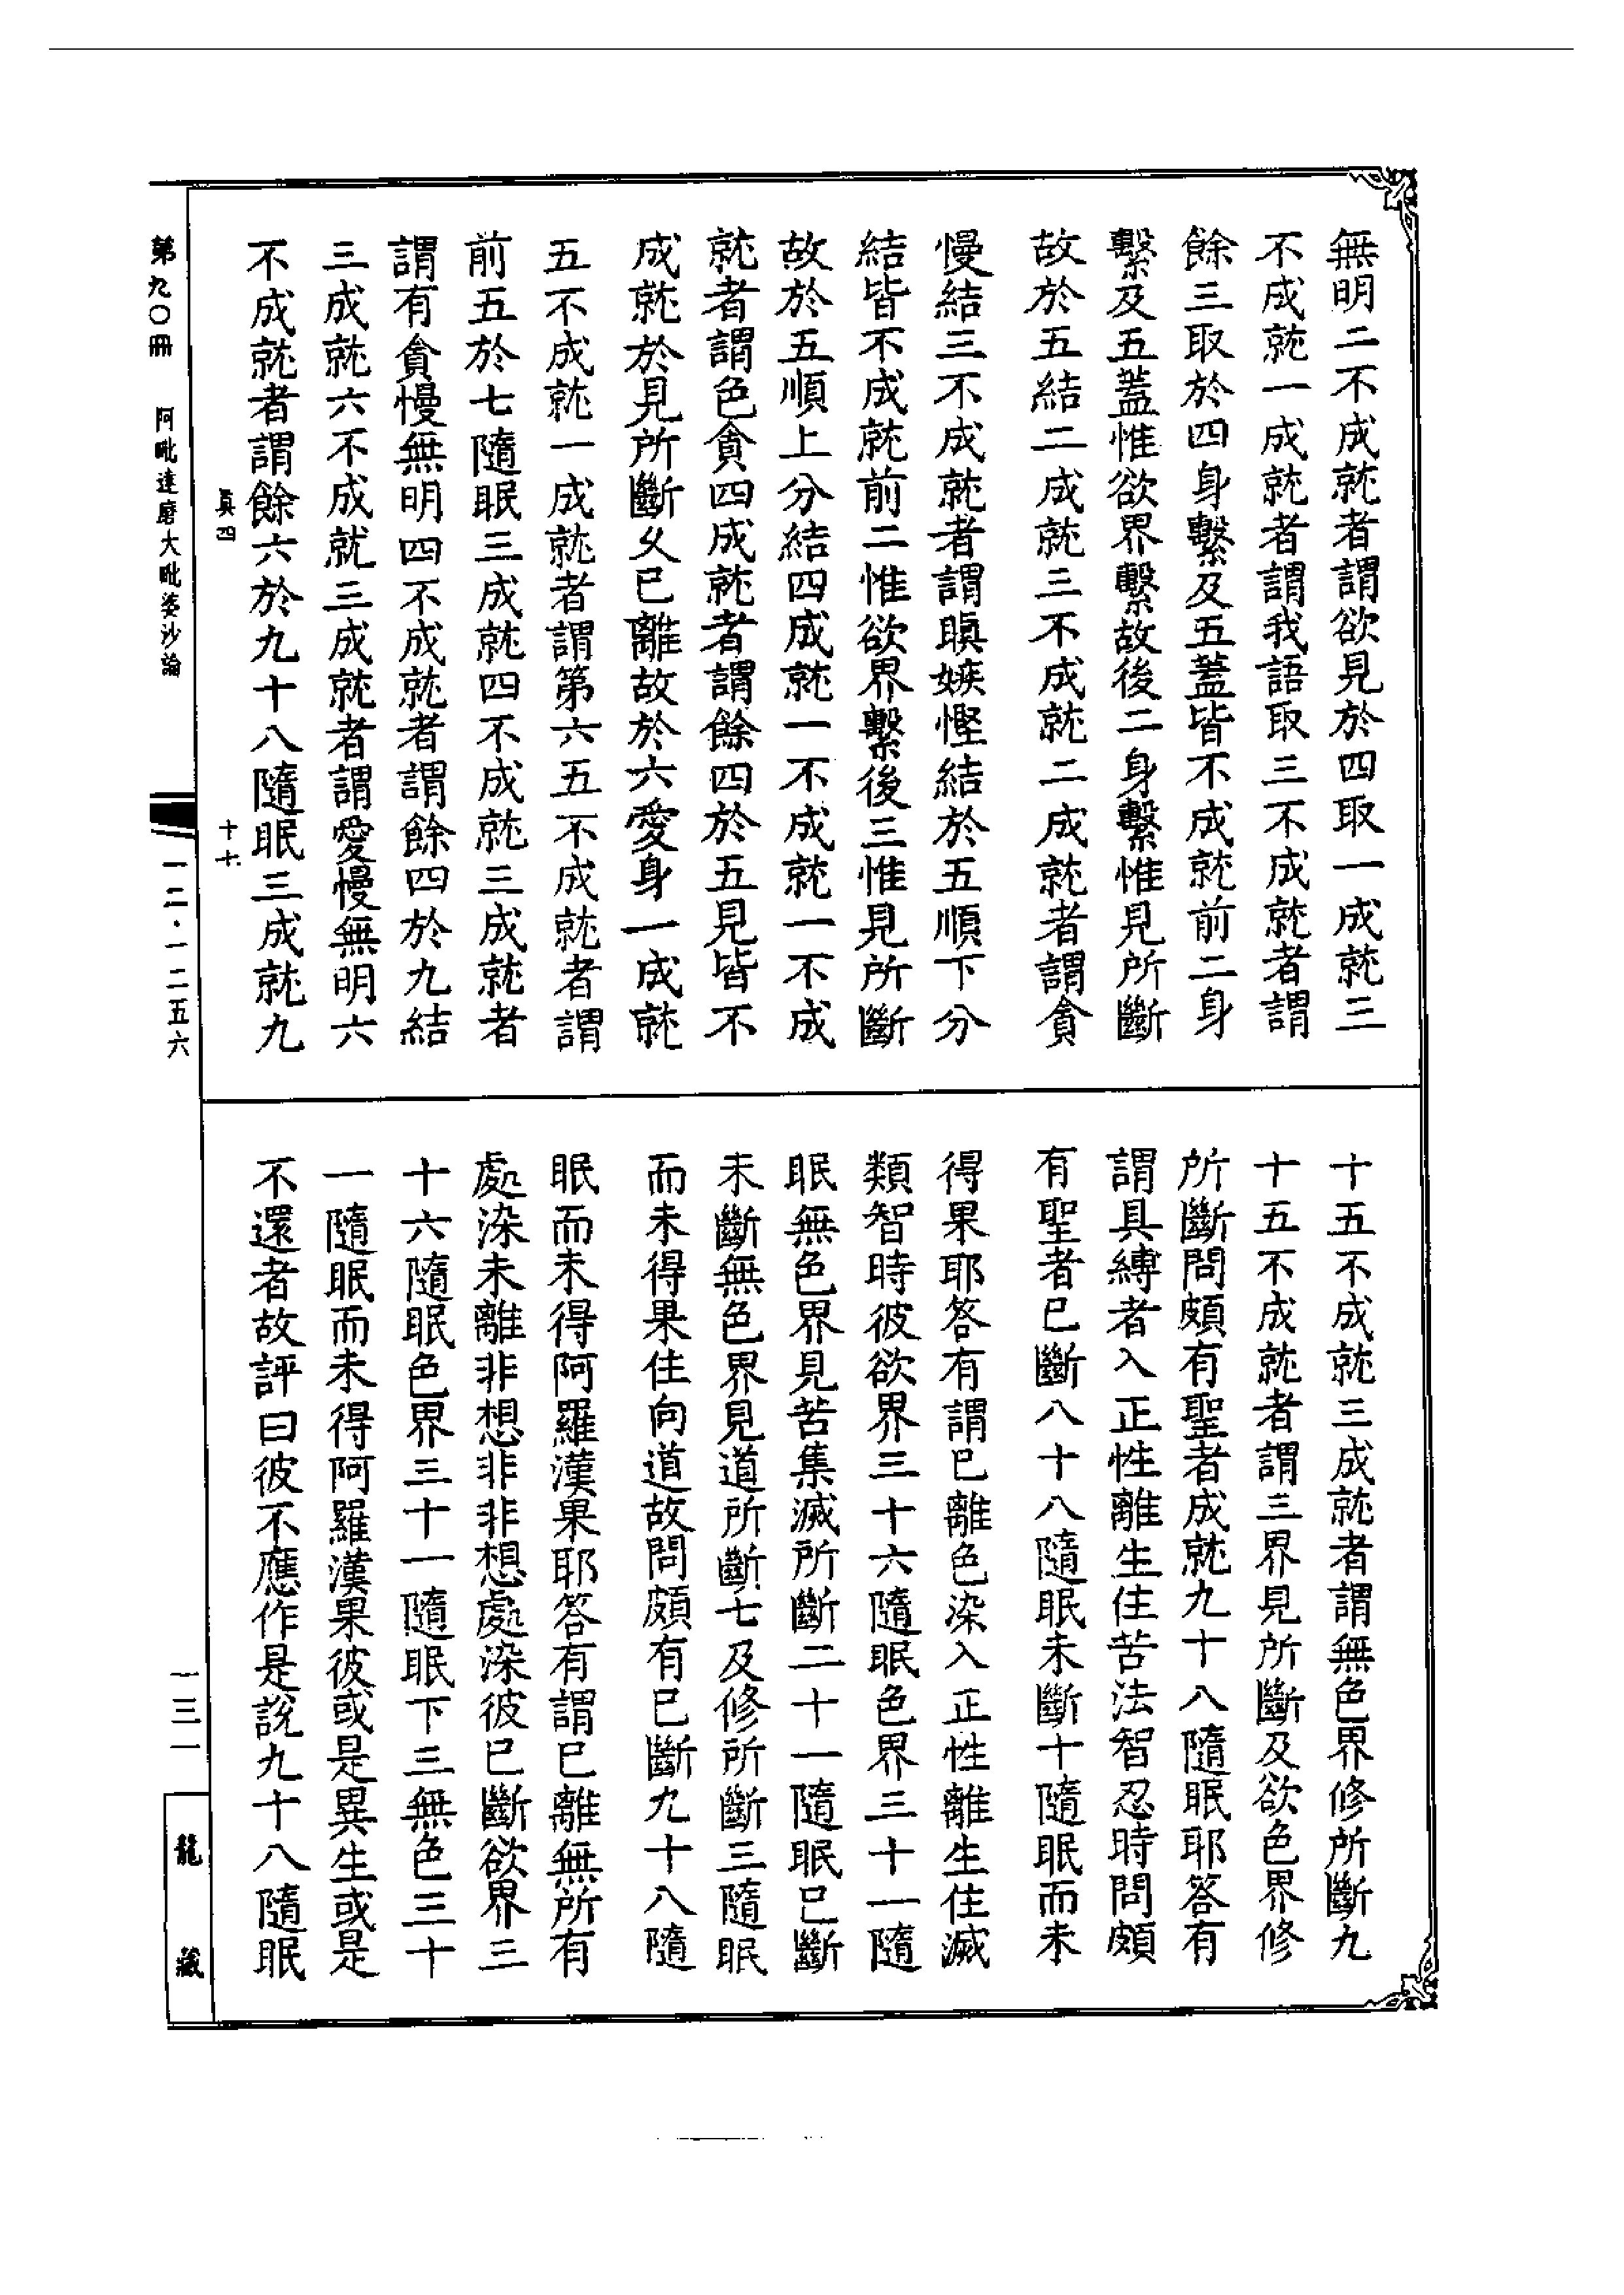 無明二不成就者謂欲見於四取一成就三
不成就一成就者謂我語取三不成就者謂
餘三取於四身繫及五蓋皆不成就前二身
繫及五蓋惟欲界繫故後二身繫惟見所斷
故於五結二成就三不成就二成就者謂貪
慢結三不成就者謂瞋嫉慳結於五順下分
結皆不成就前二惟欲界繫後三惟見所斷
故於五順上分結四成就一不成就一不成
就者謂色貪四成就者謂餘四於五見皆不
成就於見所斷久已離故於六愛身一成就
五不成就一成就者謂第六五不成就者謂
前五於七隨眠三成就四不成就三成就者
謂有貪慢無明四不成就者謂餘四於九結
三成就六不成就三成就者謂愛慢無明六
不成就者謂餘六於九十八隨眠三成就九
十五不成就三成就者謂無色界修所斷九
十五不成就者謂三界見所斷及欲色界修
所斷問頗有聖者成就九十八隨眠耶答有
謂具縛者入正性離生住苦法智忍時問頗
有聖者已斷八十八隨眠未斷十隨眠而未
得果耶答有謂已離色染入正性離生住滅
類智時彼欲界三十六隨眠色界三十一隨
眠無色界見苦集滅所斷二十一隨眠已斷
未斷無色界見道所斷七及修所斷三隨眠
而未得果住向道故問頗有已斷九十八隨
眠而未得阿羅漢果耶答有謂已離無所有
處染未離非想非非想處染彼已斷欲界三
十六隨眠色界三十一隨眠下三無色三十
一隨眠而未得阿羅漢果彼或是異生或是
不還者故評曰彼不應作是說九十八隨眠
真四
十七
第九〇冊
阿毗達磨大毗婆沙論
一二·一二五六
一三一
龍藏